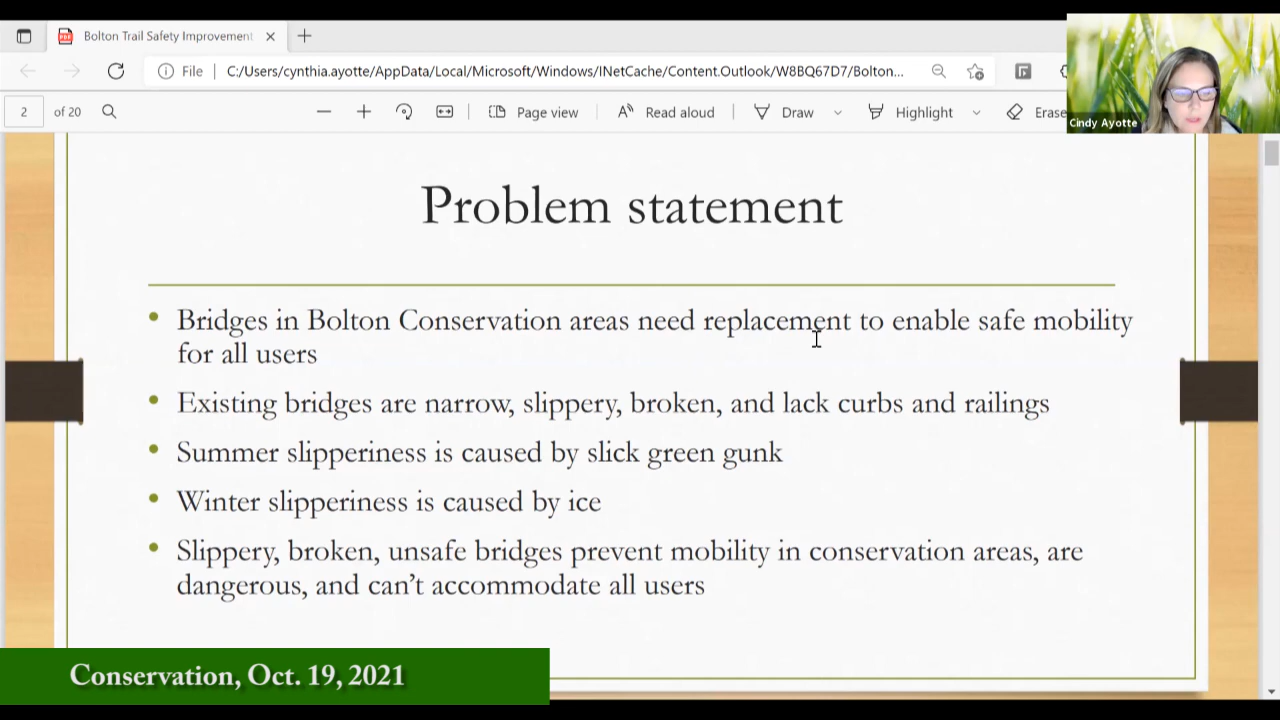 Bolton Trail Safety Improvement
File
C:/Users/cynthia.ayotte/AppData/Local/Microsoft/Windows/INetCache/Content.Outlook/W8BQ67D7/Bolton...
2 of 20
Page view
Read aloud
Draw
Highlight
Erase
Cindy Ayotte
Problem statement
• Bridges in Bolton Conservation areas need replacement to enable safe mobility
for all users
• Existing bridges are narrow, slippery, broken, and lack curbs and railings
• Summer slipperiness is caused by slick green gunk
• Winter slipperiness is caused by ice
• Slippery, broken, unsafe bridges prevent mobility in conservation areas, are
dangerous, and can't accommodate all users
Conservation, Oct. 19, 2021